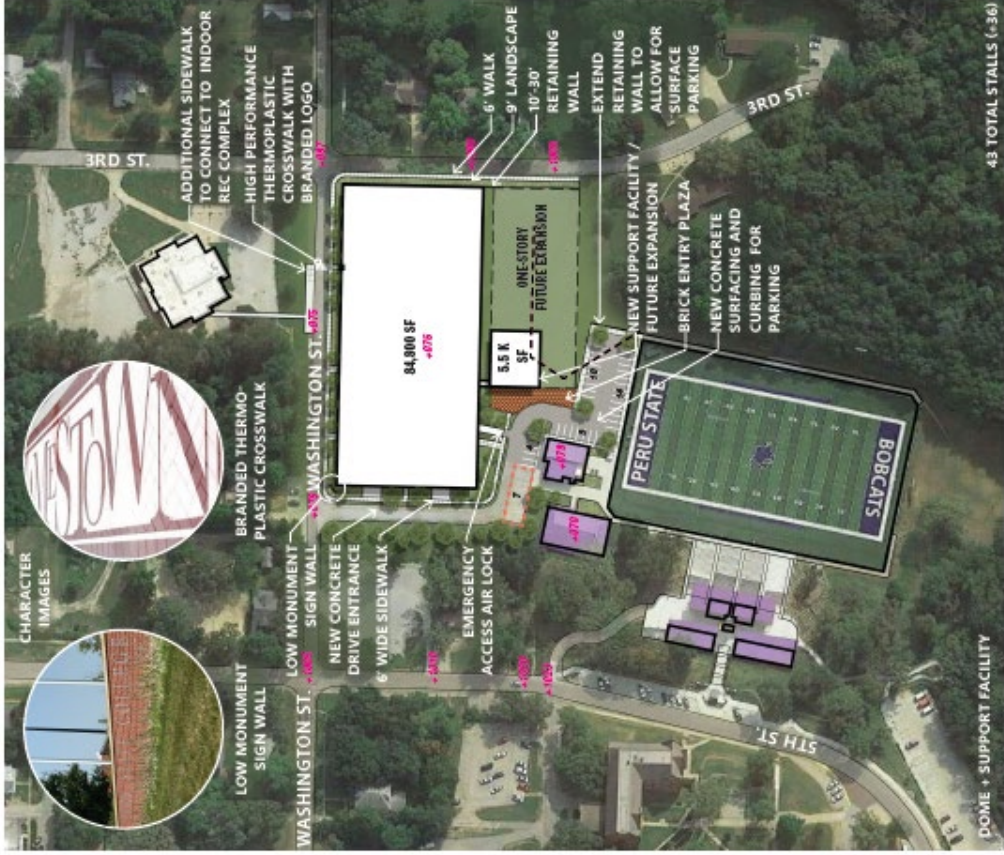 CHARACTER
IMAGES
LOW MONUMENT
SIGN WALL
BRANDED THERMO-
PLASTIC CROSSWALK
3RD ST.
ADDITIONAL SIDEWALK
TO CONNECT TO INDOOR
REC COMPLEX
HIGH PERFORMANCE
THERMOPLASTIC
CROSSWALK WITH
BRANDED LOGO
WASHINGTON ST.
WASHINGTON ST.
LOW MONUMENT
SIGN WALL
NEW CONCRETE
DRIVE ENTRANCE
6' WIDE SIDEWALK
EMERGENCY
ACCESS AIR LOCK
84,800 SF
+076
5.5 K
SF
ONE-STORY
FUTURE EXPANSION
6' WALK
9' LANDSCAPE
10'-30'
RETAINING
WALL
EXTEND
RETAINING
WALL TO
ALLOW FOR
SURFACE
PARKING
3RD ST.
NEW SUPPORT FACILITY /
FUTURE EXPANSION
BRICK ENTRY PLAZA
NEW CONCRETE
SURFACING AND
CURBING FOR
PARKING
7
PERU STATE
BOBCATS
5TH ST.
DOME + SUPPORT FACILITY
43 TOTAL STALLS (+36)